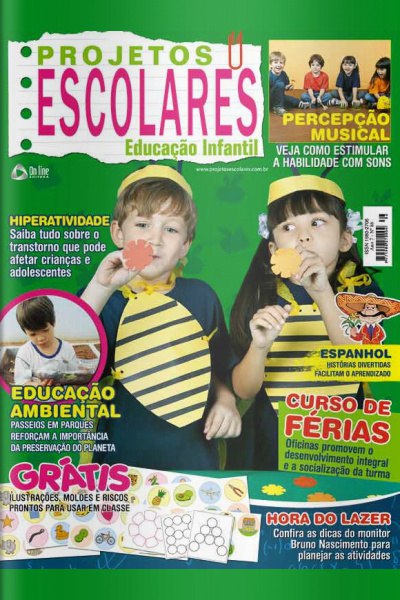 PROJETOS
ESCOLARES
Educação Infantil
www.projetosescolares.com.br
On line
EDITORA
PERCEPÇÃO
MUSICAL
VEJA COMO ESTIMULAR
A HABILIDADE COM SONS
HIPERATIVIDADE
Saiba tudo sobre o
transtorno que pode
afetar crianças e
adolescentes
EDUCAÇÃO
AMBIENTAL
PASSEIOS EM PARQUES
REFORÇAM A IMPORTÂNCIA
DA PRESERVAÇÃO DO PLANETA
ESPANHOL
HISTÓRIAS DIVERTIDAS
FACILITAM O APRENDIZADO
CURSO DE
FÉRIAS
Oficinas promovem o
desenvolvimento integral
e a socialização da turma
GRÁTIS
ILUSTRAÇÕES, MOLDES E RISCOS
PRONTOS PARA USAR EM CLASSE
HORA DO LAZER
Confira as dicas do monitor
Bruno Nascimento para
planejar as atividades